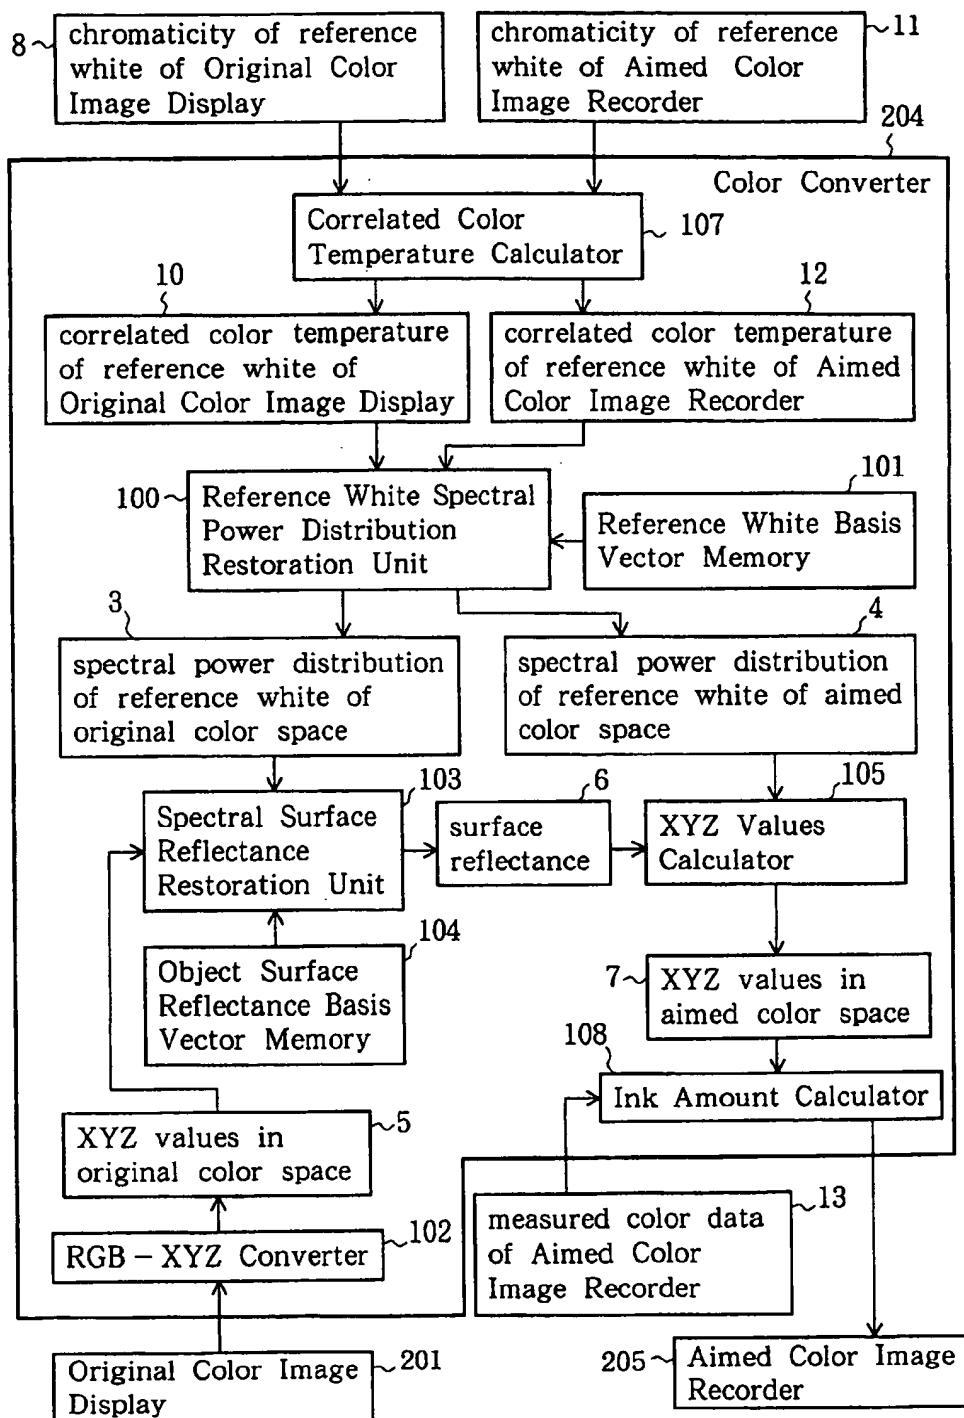 8
chromaticity of reference
white of Original Color
Image Display
chromaticity of reference
white of Aimed Color
Image Recorder
11
204
Color Converter
Correlated Color
Temperature Calculator
107
10
12
correlated color temperature
of reference white of
Original Color Image Display
correlated color temperature
of reference white of Aimed
Color Image Recorder
100
Reference White Spectral
Power Distribution
Restoration Unit
101
Reference White Basis
Vector Memory
3
4
spectral power distribution
of reference white of
original color space
spectral power distribution
of reference white of aimed
color space
103
6
105
Spectral Surface
Reflectance
Restoration Unit
surface
reflectance
XYZ Values
Calculator
104
Object Surface
Reflectance Basis
Vector Memory
7
XYZ values in
aimed color space
108
Ink Amount Calculator
5
XYZ values in
original color space
13
measured color data
of Aimed Color
Image Recorder
102
RGB – XYZ Converter
201
Original Color Image
Display
205
Aimed Color Image
Recorder